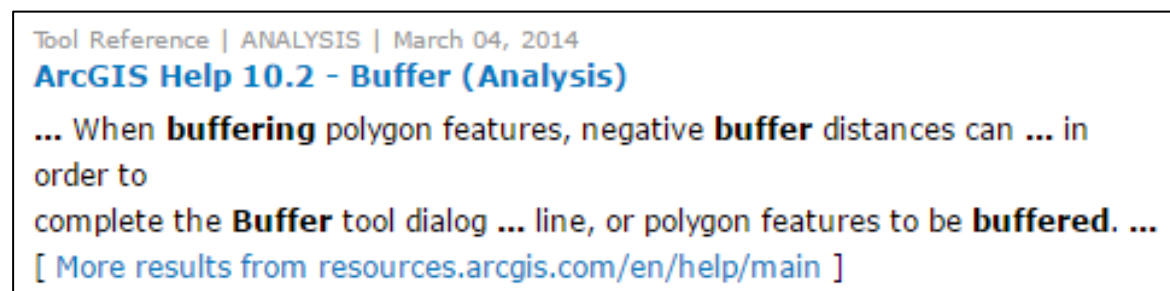 Tool Reference | ANALYSIS | March 04, 2014
ArcGIS Help 10.2 - Buffer (Analysis)
... When buffering polygon features, negative buffer distances can ... in
order to
complete the Buffer tool dialog ... line, or polygon features to be buffered. ...
[ More results from resources.arcgis.com/en/help/main ]